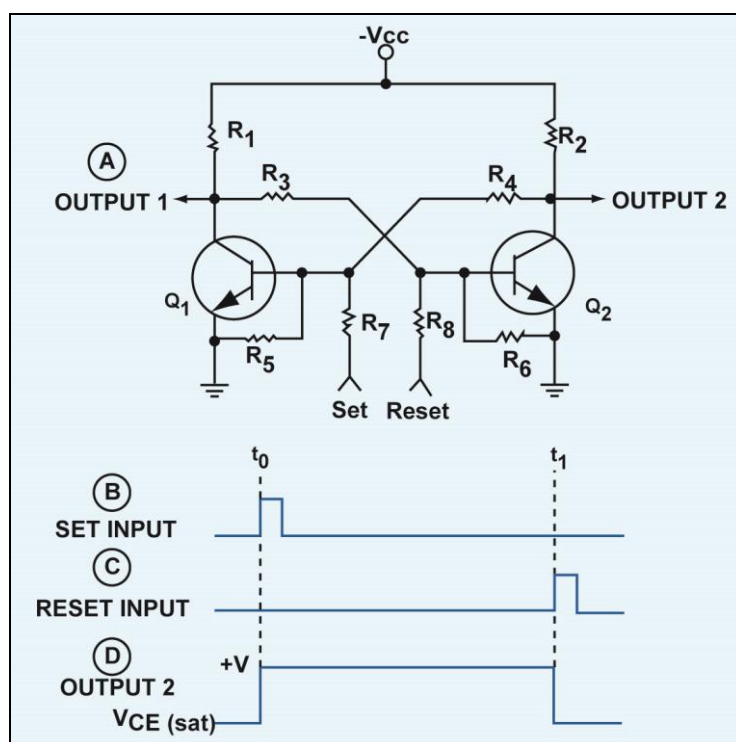 -Vcc
R1
R2
A
R3
R4
OUTPUT 1
OUTPUT 2
Q1
Q2
R7
R8
R5
R6
Set
Reset
t0
t1
B
SET INPUT
C
RESET INPUT
D
+V
OUTPUT 2
VCE (sat)